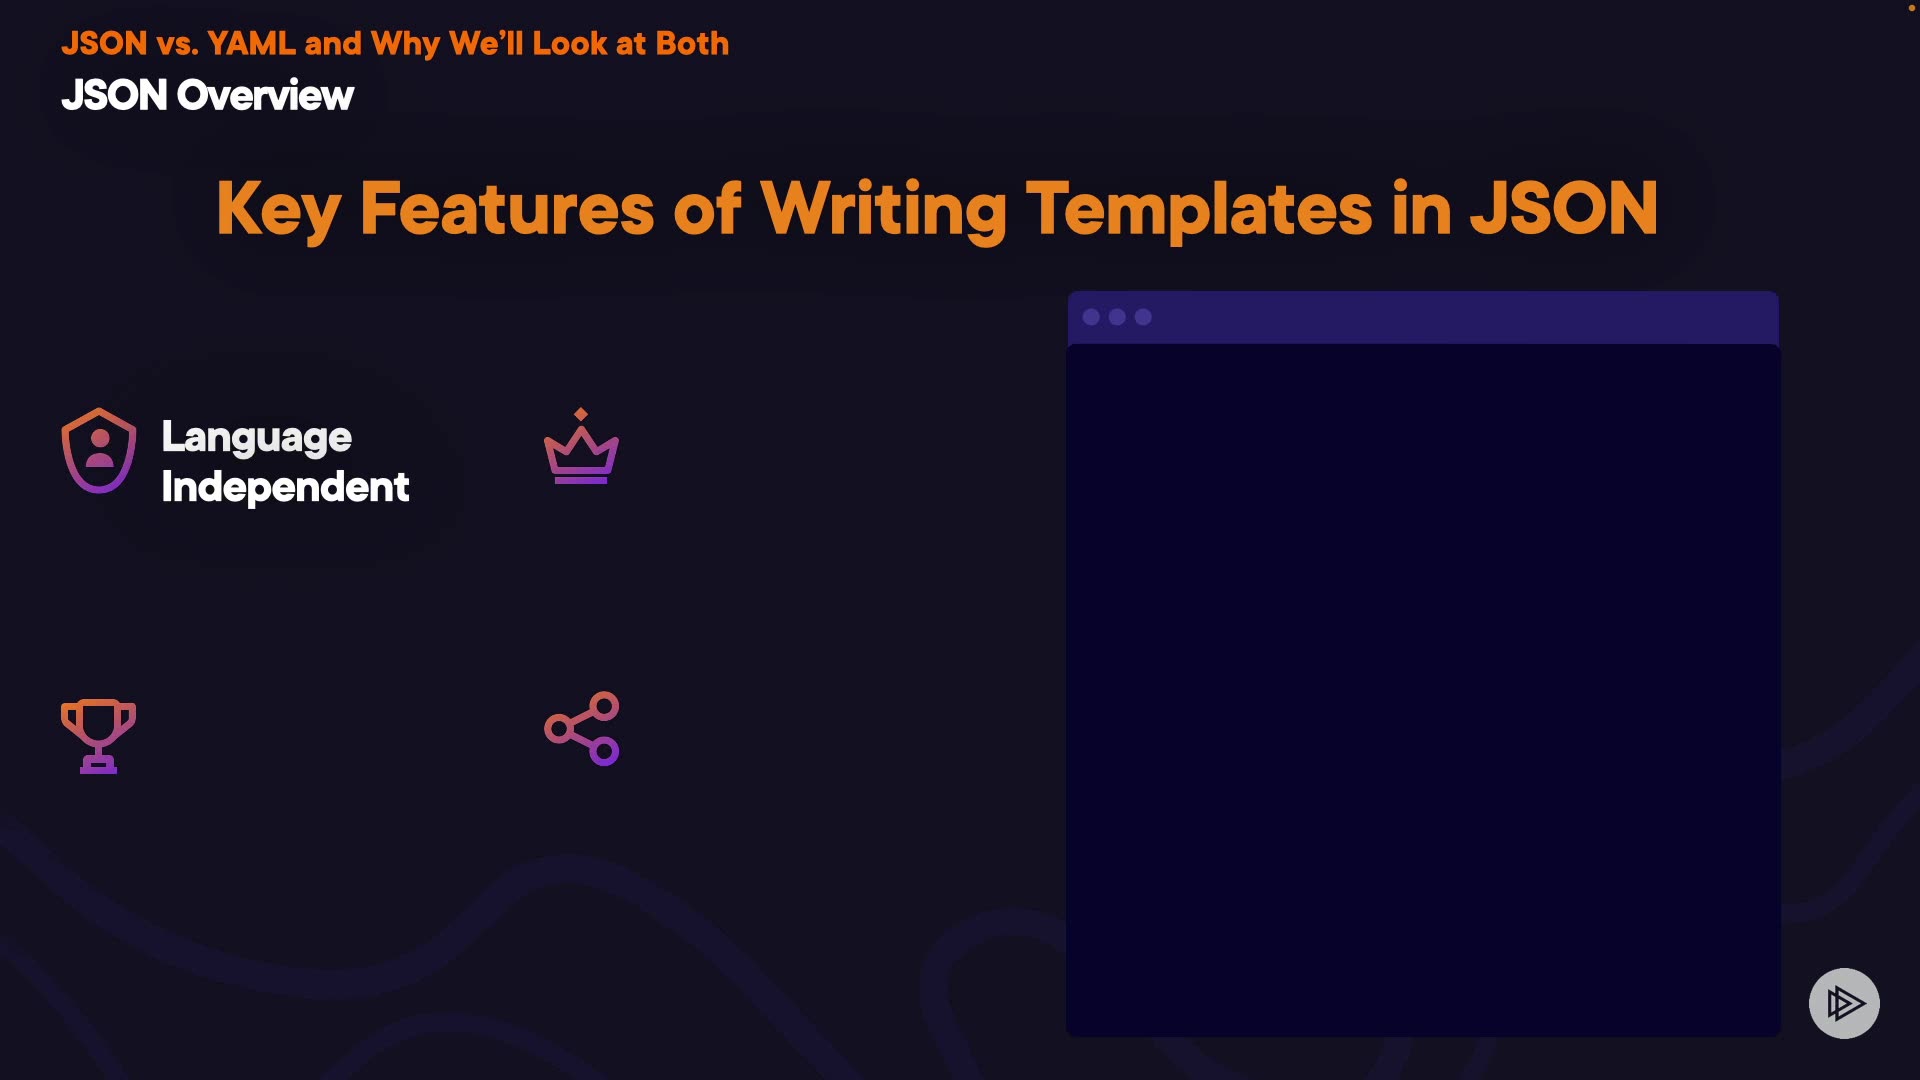 JSON vs. YAML and Why We’ll Look at Both
JSON Overview
Key Features of Writing Templates in JSON
Language
Independent